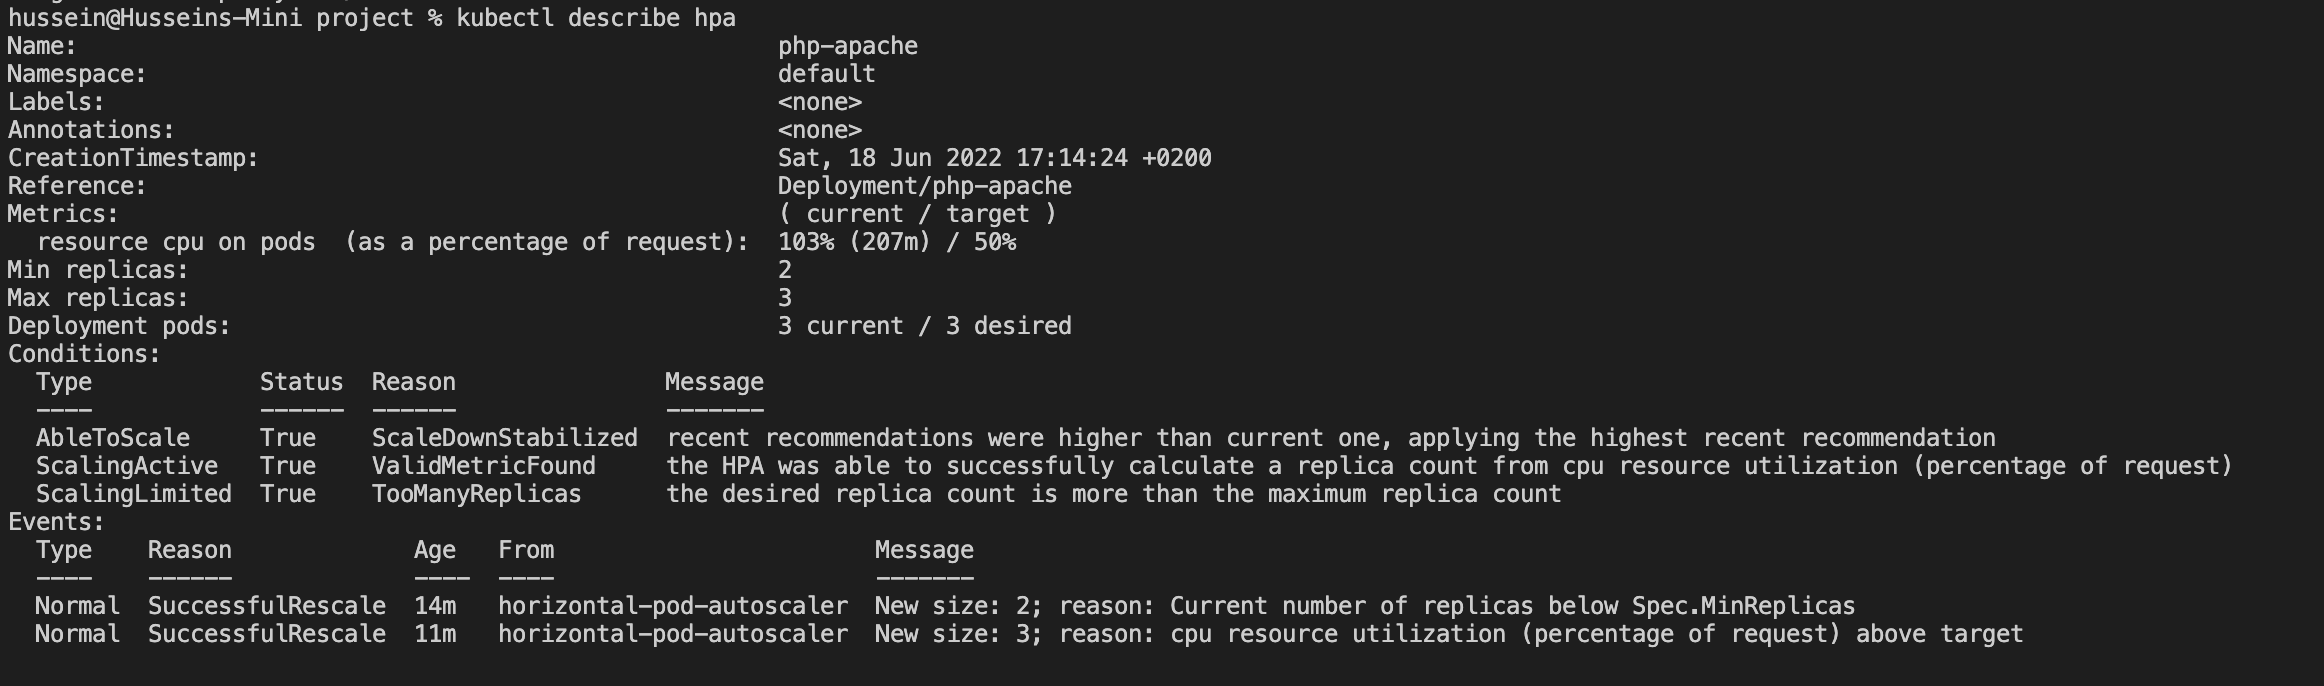 hussein@Husseins-Mini project % kubectl describe hpa
Name:                                                  php-apache
Namespace:                                             default
Labels:                                                <none>
Annotations:                                           <none>
CreationTimestamp:                                     Sat, 18 Jun 2022 17:14:24 +0200
Reference:                                             Deployment/php-apache
Metrics:                                               ( current / target )
  resource cpu on pods  (as a percentage of request):  103% (207m) / 50%
Min replicas:                                          2
Max replicas:                                          3
Deployment pods:                                       3 current / 3 desired
Conditions:
  Type            Status  Reason               Message
  ----            ------  ------               -------
  AbleToScale     True    ScaleDownStabilized  recent recommendations were higher than current one, applying the highest recent recommendation
  ScalingActive   True    ValidMetricFound     the HPA was able to successfully calculate a replica count from cpu resource utilization (percentage of request)
  ScalingLimited  True    TooManyReplicas      the desired replica count is more than the maximum replica count
Events:
  Type    Reason             Age   From                       Message
  ----    ------             ----  ----                       -------
  Normal  SuccessfulRescale  14m   horizontal-pod-autoscaler  New size: 2; reason: Current number of replicas below Spec.MinReplicas
  Normal  SuccessfulRescale  11m   horizontal-pod-autoscaler  New size: 3; reason: cpu resource utilization (percentage of request) above target